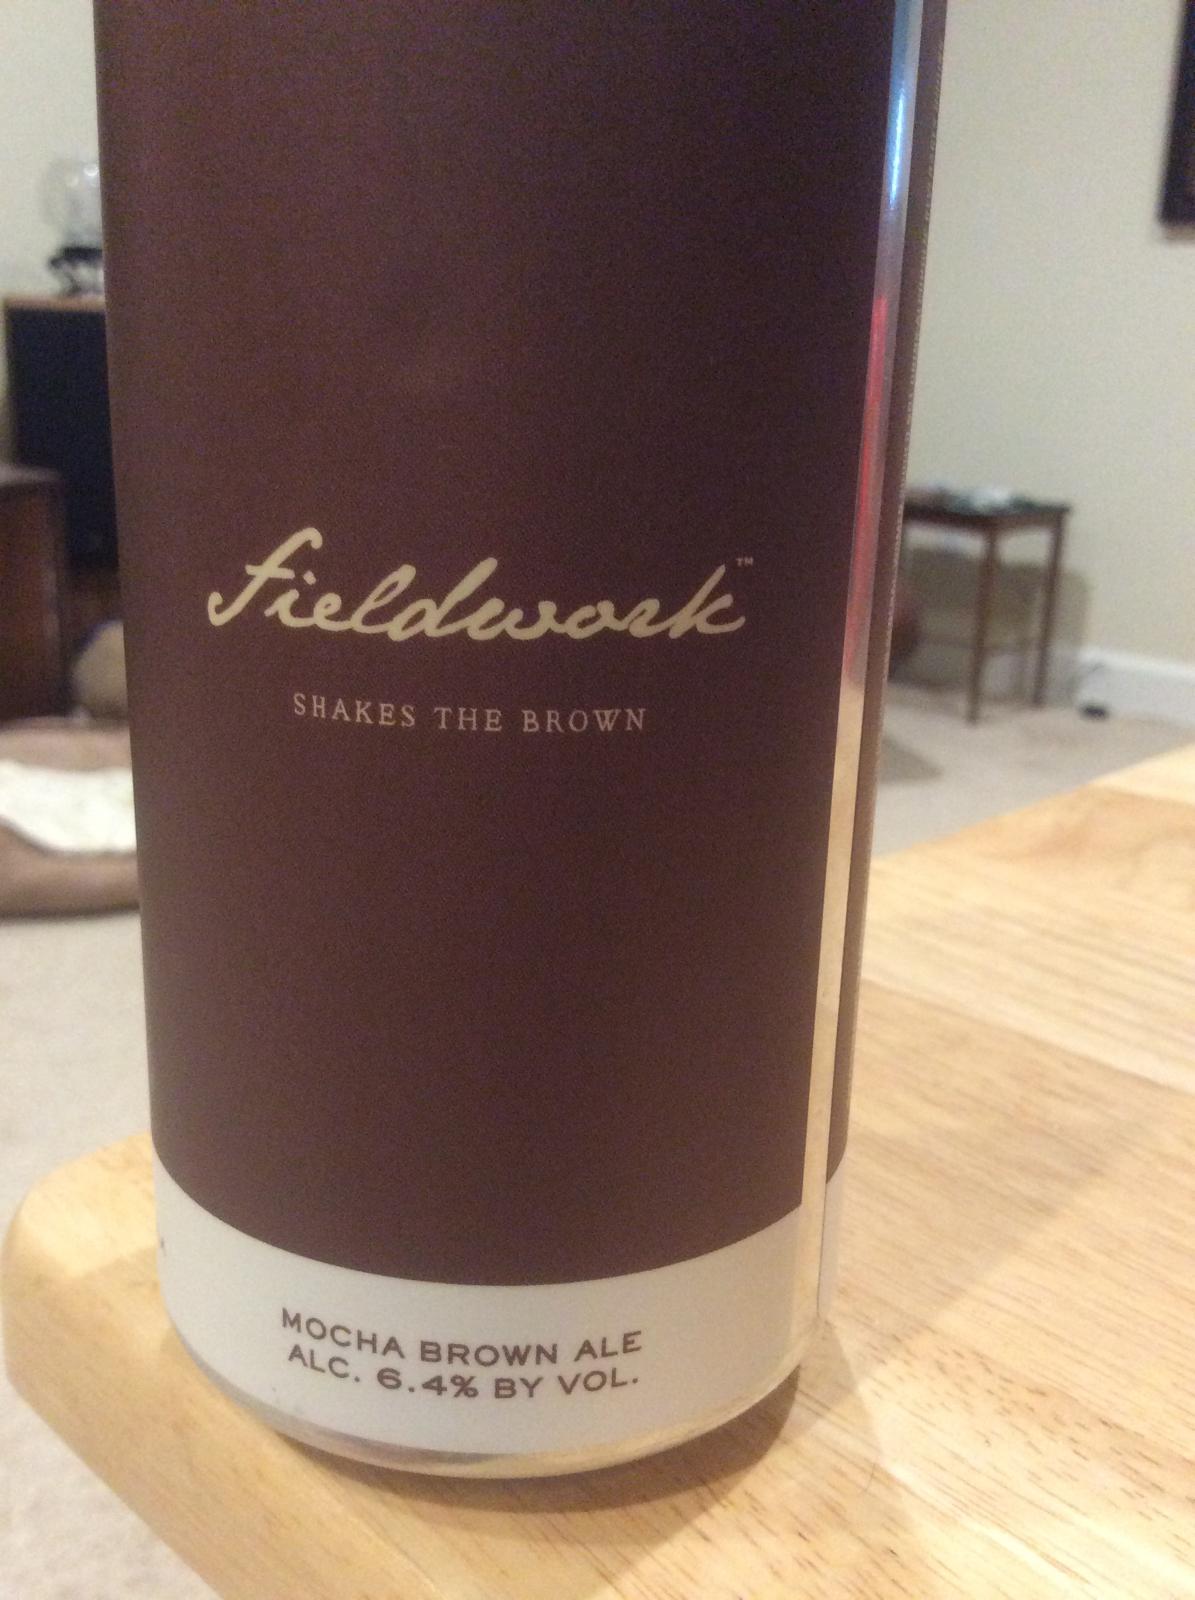 fieldwork™
SHAKES THE BROWN
MOCHA BROWN ALE
ALC. 6.4% BY VOL.